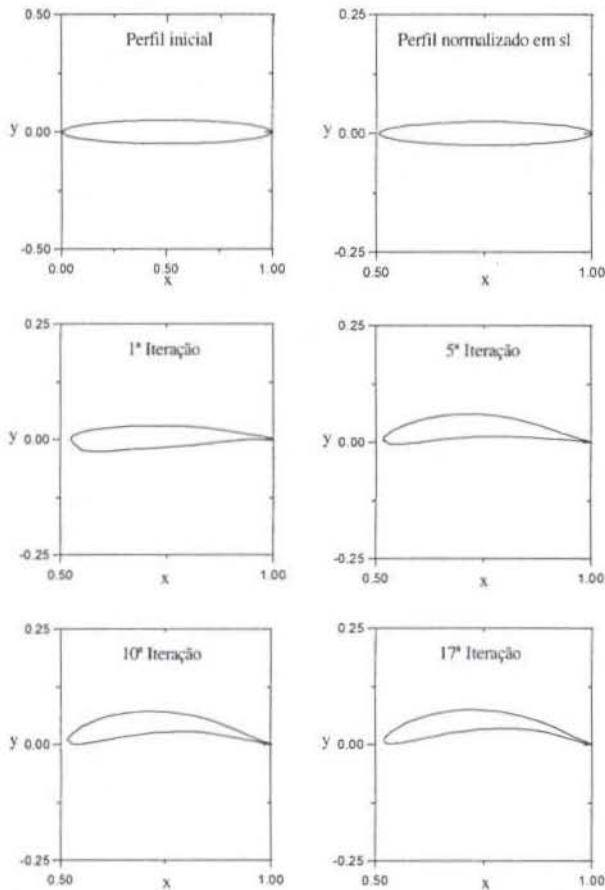 0.50
Perfil inicial
y 0.00
-0.50
0.00 0.50 1.00
x
0.25
Perfil normalizado em sl
y 0.00
-0.25
0.50 1.00
x
0.25
1ª Iteração
y 0.00
-0.25
0.50 1.00
x
0.25
5ª Iteração
y 0.00
-0.25
0.50 1.00
x
0.25
10ª Iteração
y 0.00
-0.25
0.50 1.00
x
0.25
17ª Iteração
y 0.00
-0.25
0.50 1.00
x